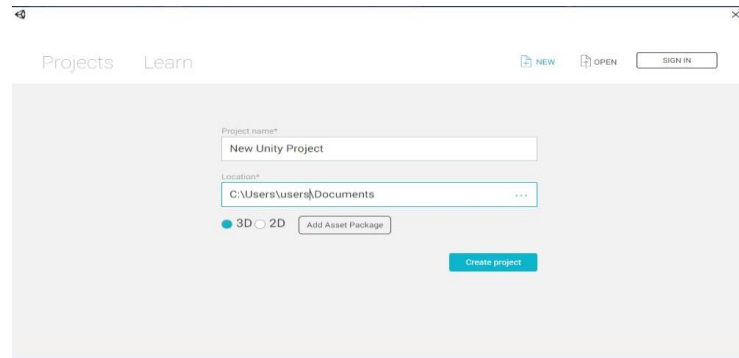 Projects Learn NEW OPEN SIGN IN
Project name*
New Unity Project
Location*
C:\Users\users\Documents ...
3D 2D Add Asset Package
Create project